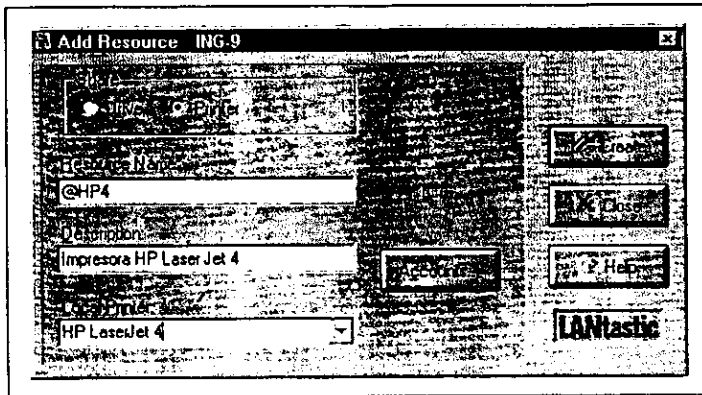 Add Resource ING-9
Drive Printer
Resource Name
@HP4
Description
Impresora HP Laser Jet 4
Local Printer
HP LaserJet 4
Create
Close
Help
Accounts
LANtastic